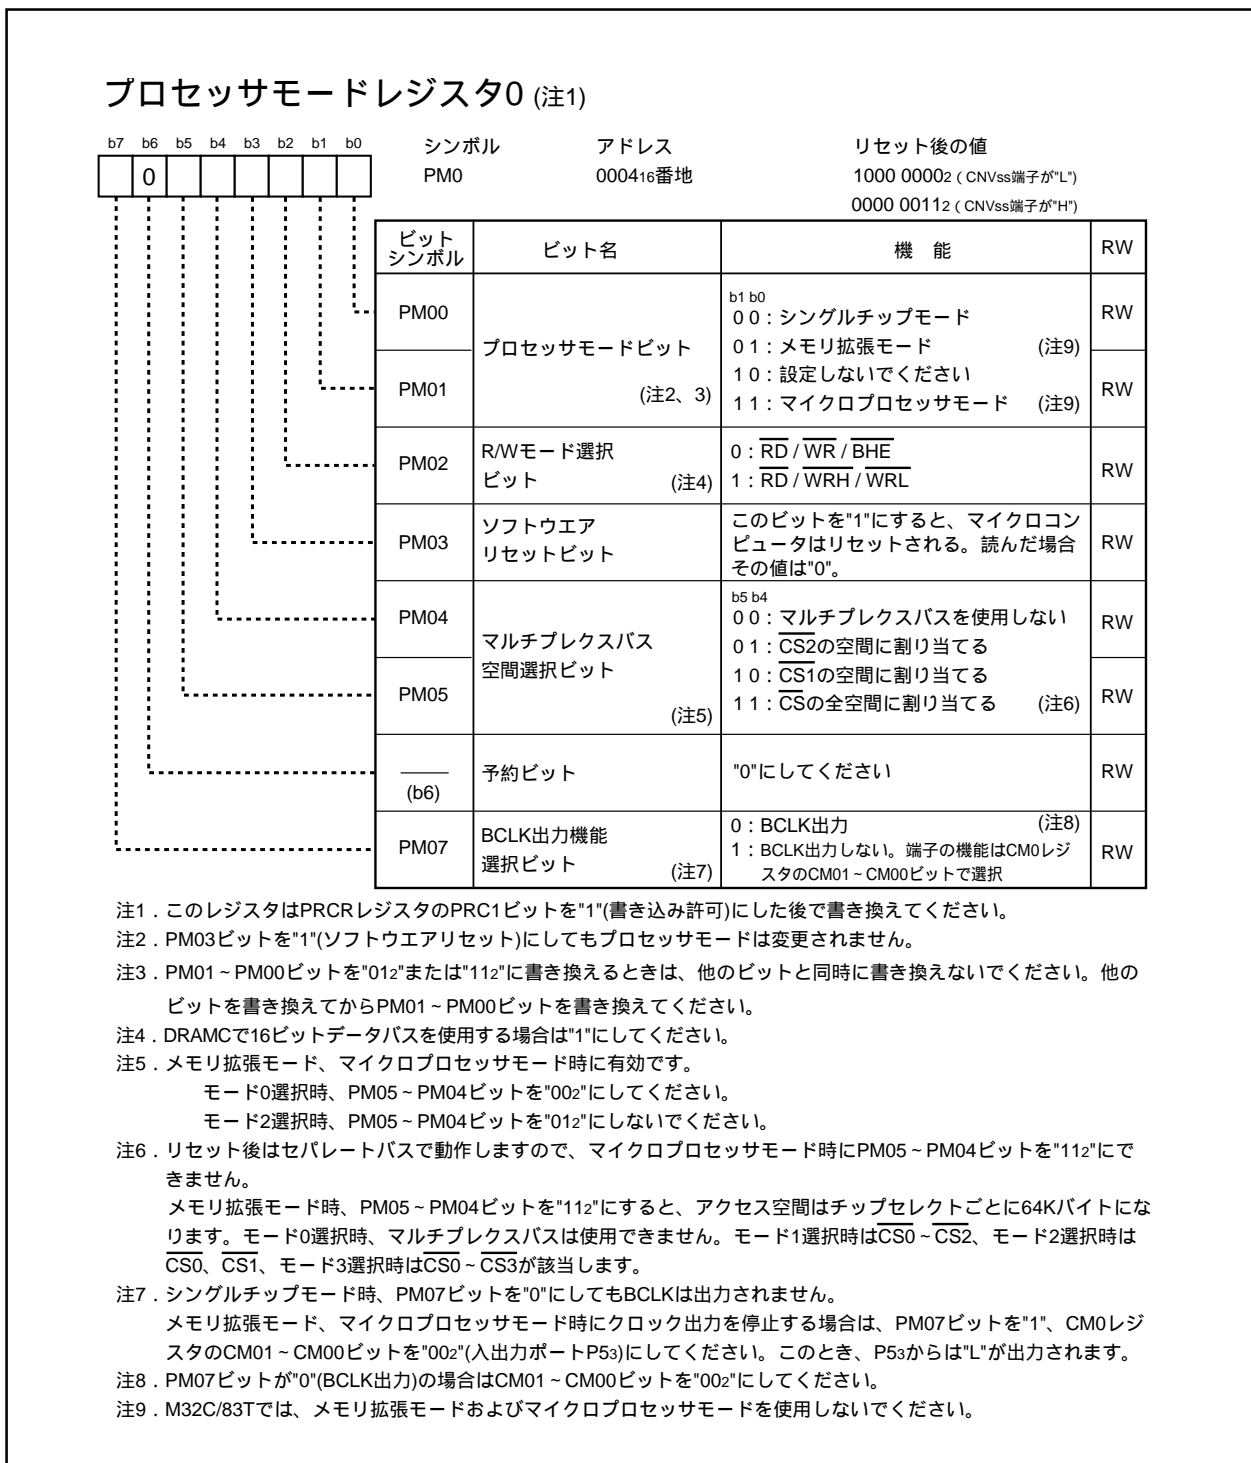 プロセッサモードレジスタ0 (注1)
b7 b6 b5 b4 b3 b2 b1 b0
0
シンボル アドレス リセット後の値
PM0 000416番地 1000 00002 ( CNVss端子が"L")
0000 00112 ( CNVss端子が"H")
ビット
シンボル
ビット名
機 能
RW
PM00
PM01
プロセッサモードビット
(注2、3)
b1 b0
0 0 : シングルチップモード
0 1 : メモリ拡張モード (注9)
1 0 : 設定しないでください
1 1 : マイクロプロセッサモード (注9)
RW
RW
PM02
R/Wモード選択
ビット (注4)
0 : RD / WR / BHE
1 : RD / WRH / WRL
RW
PM03
ソフトウエア
リセットビット
このビットを"1"にすると、マイクロコン
ピュータはリセットされる。読んだ場合
その値は"0"。
RW
PM04
PM05
マルチプレクスバス
空間選択ビット
(注5)
b5 b4
0 0 : マルチプレクスバスを使用しない
0 1 : CS2の空間に割り当てる
1 0 : CS1の空間に割り当てる
1 1 : CSの全空間に割り当てる (注6)
RW
RW
(b6)
予約ビット
"0"にしてください
RW
PM07
BCLK出力機能
選択ビット (注7)
0 : BCLK出力 (注8)
1 : BCLK出力しない。端子の機能はCM0レジ
スタのCM01 ~ CM00ビットで選択
RW
注1 . このレジスタはPRCRレジスタのPRC1ビットを"1"(書き込み許可)にした後で書き換えてください。
注2 . PM03ビットを"1"(ソフトウエアリセット)にしてもプロセッサモードは変更されません。
注3 . PM01 ~ PM00ビットを"012"または"112"に書き換えるときは、他のビットと同時に書き換えないでください。他の
ビットを書き換えてからPM01 ~ PM00ビットを書き換えてください。
注4 . DRAMCで16ビットデータバスを使用する場合は"1"にしてください。
注5 . メモリ拡張モード、マイクロプロセッサモード時に有効です。
モード0選択時、PM05 ~ PM04ビットを"002"にしてください。
モード2選択時、PM05 ~ PM04ビットを"012"にしないでください。
注6 . リセット後はセパレートバスで動作しますので、マイクロプロセッサモード時にPM05 ~ PM04ビットを"112"にで
きません。
メモリ拡張モード時、PM05 ~ PM04ビットを"112"にすると、アクセス空間はチップセレクトごとに64Kバイトにな
ります。モード0選択時、マルチプレクスバスは使用できません。モード1選択時はCS0 ~ CS2、モード2選択時は
CS0、CS1、モード3選択時はCS0 ~ CS3が該当します。
注7 . シングルチップモード時、PM07ビットを"0"にしてもBCLKは出力されません。
メモリ拡張モード、マイクロプロセッサモード時にクロック出力を停止する場合は、PM07ビットを"1"、CM0レジ
スタのCM01 ~ CM00ビットを"002"(入出力ポートP53)にしてください。このとき、P53からは"L"が出力されます。
注8 . PM07ビットが"0"(BCLK出力)の場合はCM01 ~ CM00ビットを"002"にしてください。
注9 . M32C/83Tでは、メモリ拡張モードおよびマイクロプロセッサモードを使用しないでください。